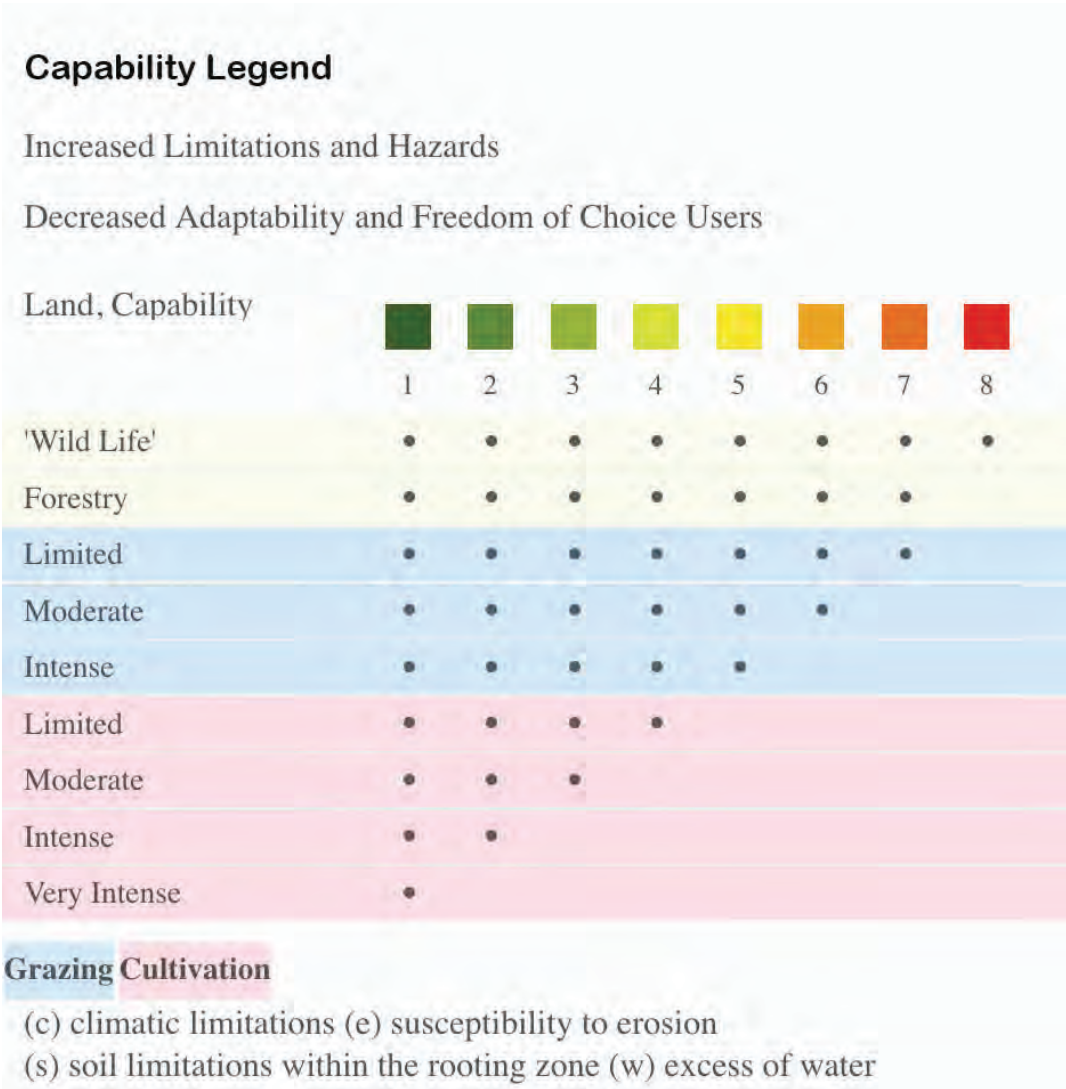 Capability Legend
Increased Limitations and Hazards
Decreased Adaptability and Freedom of Choice Users
Land, Capability
1 2 3 4 5 6 7 8
'Wild Life'
Forestry
Limited
Moderate
Intense
Limited
Moderate
Intense
Very Intense
Grazing Cultivation
(c) climatic limitations (e) susceptibility to erosion
(s) soil limitations within the rooting zone (w) excess of water